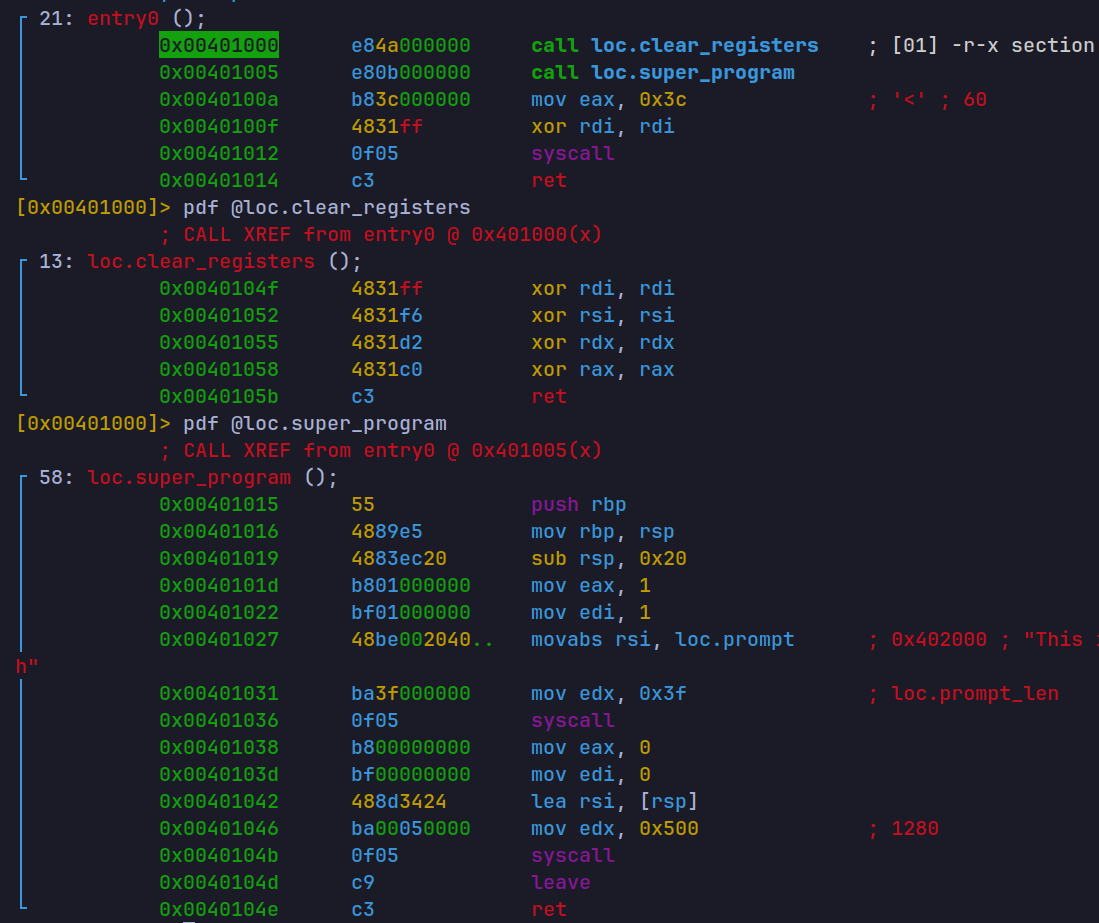 21: entry0 ();
0x00401000 e84a000000 call loc.clear_registers ; [01] -r-x section
0x00401005 e80b000000 call loc.super_program
0x0040100a b83c000000 mov eax, 0x3c ; '<' ; 60
0x0040100f 4831ff xor rdi, rdi
0x00401012 0f05 syscall
0x00401014 c3 ret
[0x00401000]> pdf @loc.clear_registers
; CALL XREF from entry0 @ 0x401000(x)
13: loc.clear_registers ();
0x0040104f 4831ff xor rdi, rdi
0x00401052 4831f6 xor rsi, rsi
0x00401055 4831d2 xor rdx, rdx
0x00401058 4831c0 xor rax, rax
0x0040105b c3 ret
[0x00401000]> pdf @loc.super_program
; CALL XREF from entry0 @ 0x401005(x)
58: loc.super_program ();
0x00401015 55 push rbp
0x00401016 4889e5 mov rbp, rsp
0x00401019 4883ec20 sub rsp, 0x20
0x0040101d b801000000 mov eax, 1
0x00401022 bf01000000 mov edi, 1
0x00401027 48be002040.. movabs rsi, loc.prompt ; 0x402000 ; "This
h"
0x00401031 ba3f000000 mov edx, 0x3f ; loc.prompt_len
0x00401036 0f05 syscall
0x00401038 b800000000 mov eax, 0
0x0040103d bf00000000 mov edi, 0
0x00401042 488d3424 lea rsi, [rsp]
0x00401046 ba00050000 mov edx, 0x500 ; 1280
0x0040104b 0f05 syscall
0x0040104d c9 leave
0x0040104e c3 ret